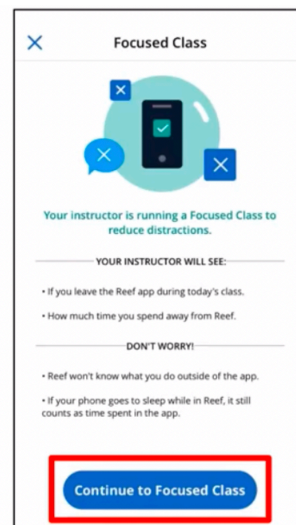 Focused Class
Your instructor is running a Focused Class to
reduce distractions.
YOUR INSTRUCTOR WILL SEE:
• If you leave the Reef app during today's class.
• How much time you spend away from Reef.
DON'T WORRY!
• Reef won't know what you do outside of the app.
• If your phone goes to sleep while in Reef, it still
counts as time spent in the app.
Continue to Focused Class